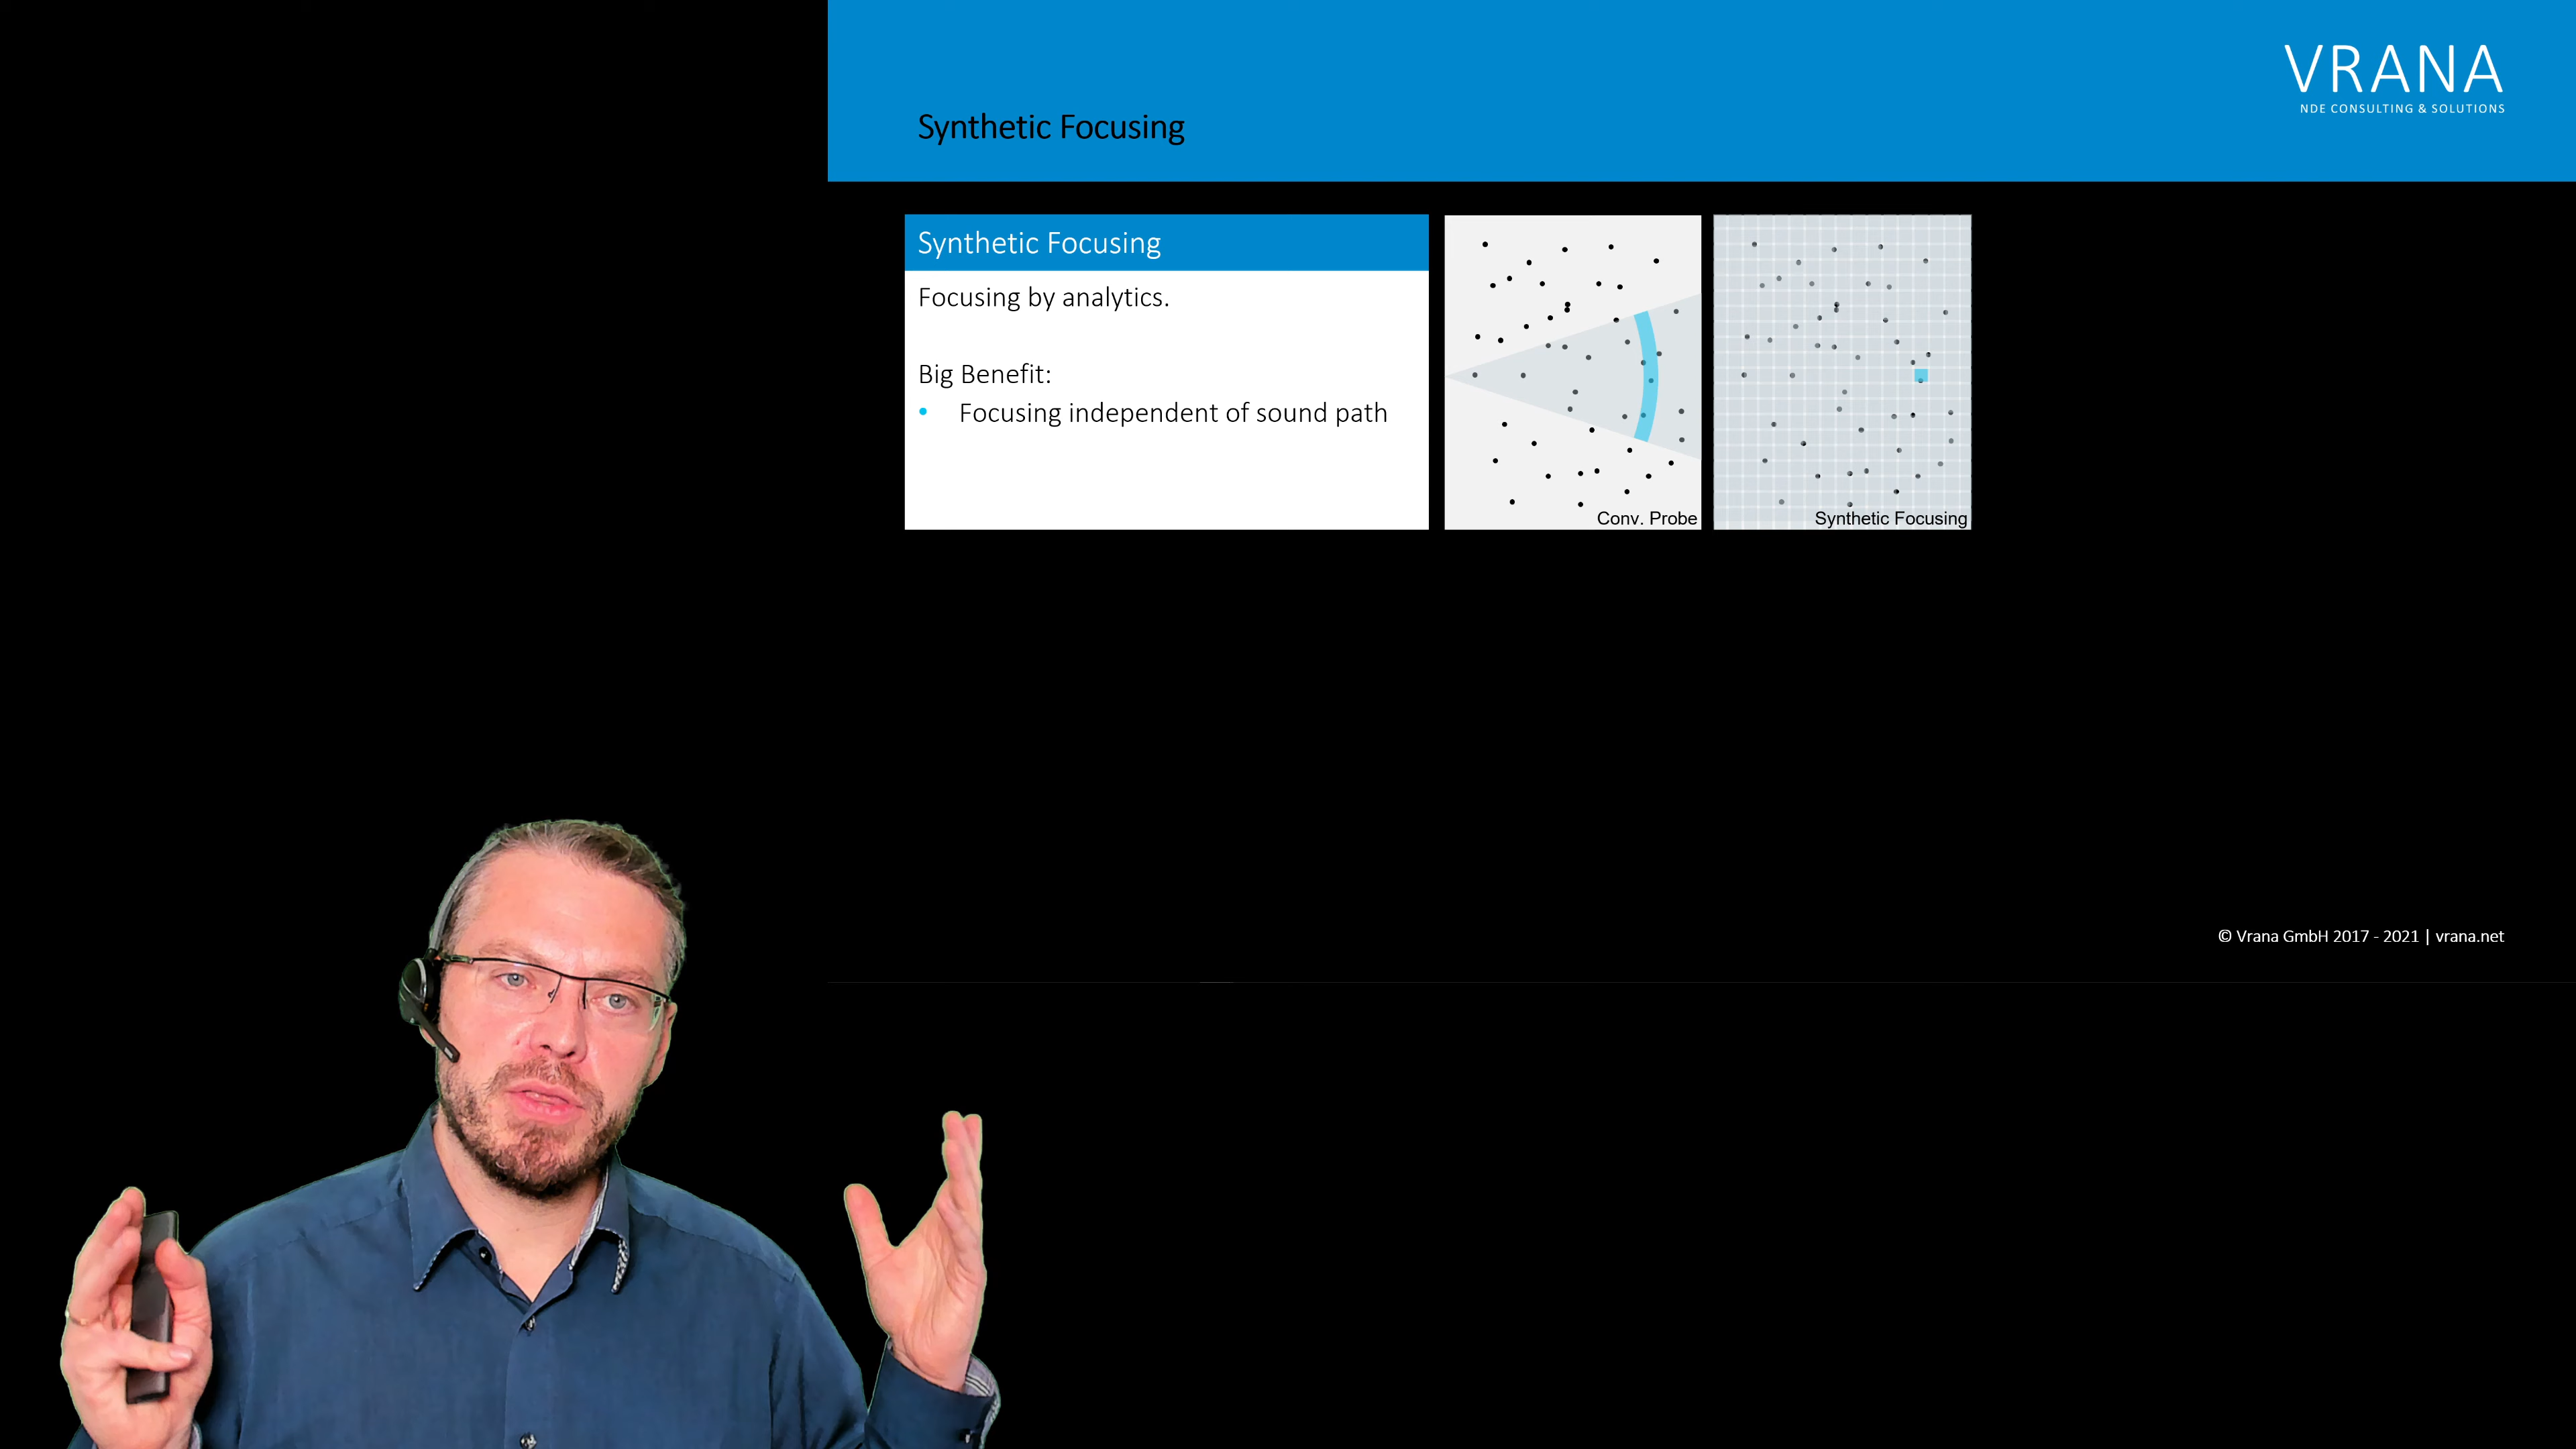 VRANA
NDE CONSULTING & SOLUTIONS
Synthetic Focusing
Synthetic Focusing
Focusing by analytics.
Big Benefit:
• Focusing independent of sound path
Conv. Probe
Synthetic Focusing
© Vrana GmbH 2017 - 2021 | vrana.net